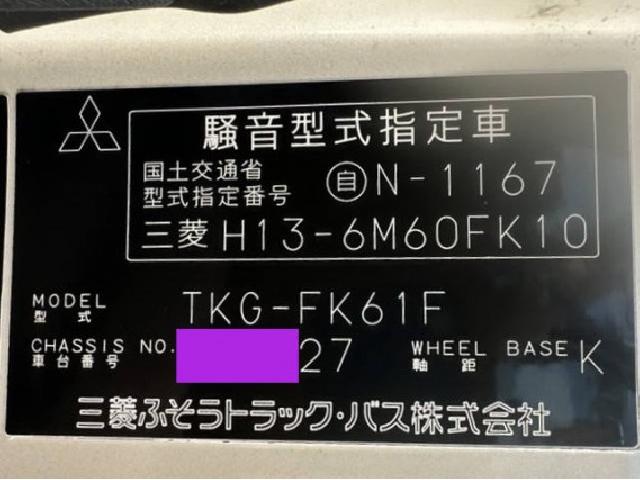 騒音型式指定車
国土交通省
型式指定番号 自N-1167
三菱 H13-6M60FK10
MODEL
型式 TKG-FK61F
CHASSIS NO. 27 WHEEL BASE K
車台番号 軸距
三菱ふそうトラック・バス株式会社